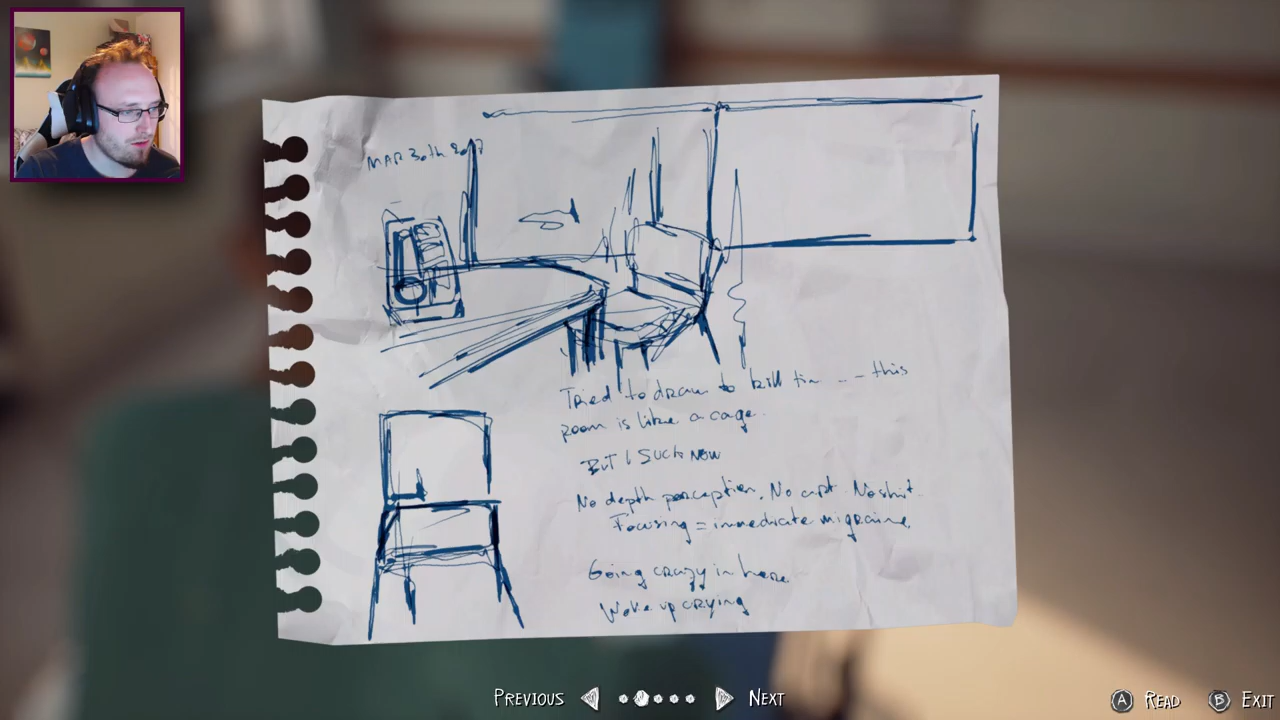 MAR 30th 2017
Tried to draw to kill tim --- this
room is like a cage.
But I suck now
No depth perception. No art. No shit.
Focusing = immediate migraine
Going crazy in here
Woke up crying
PREVIOUS NEXT
A READ B EXIT